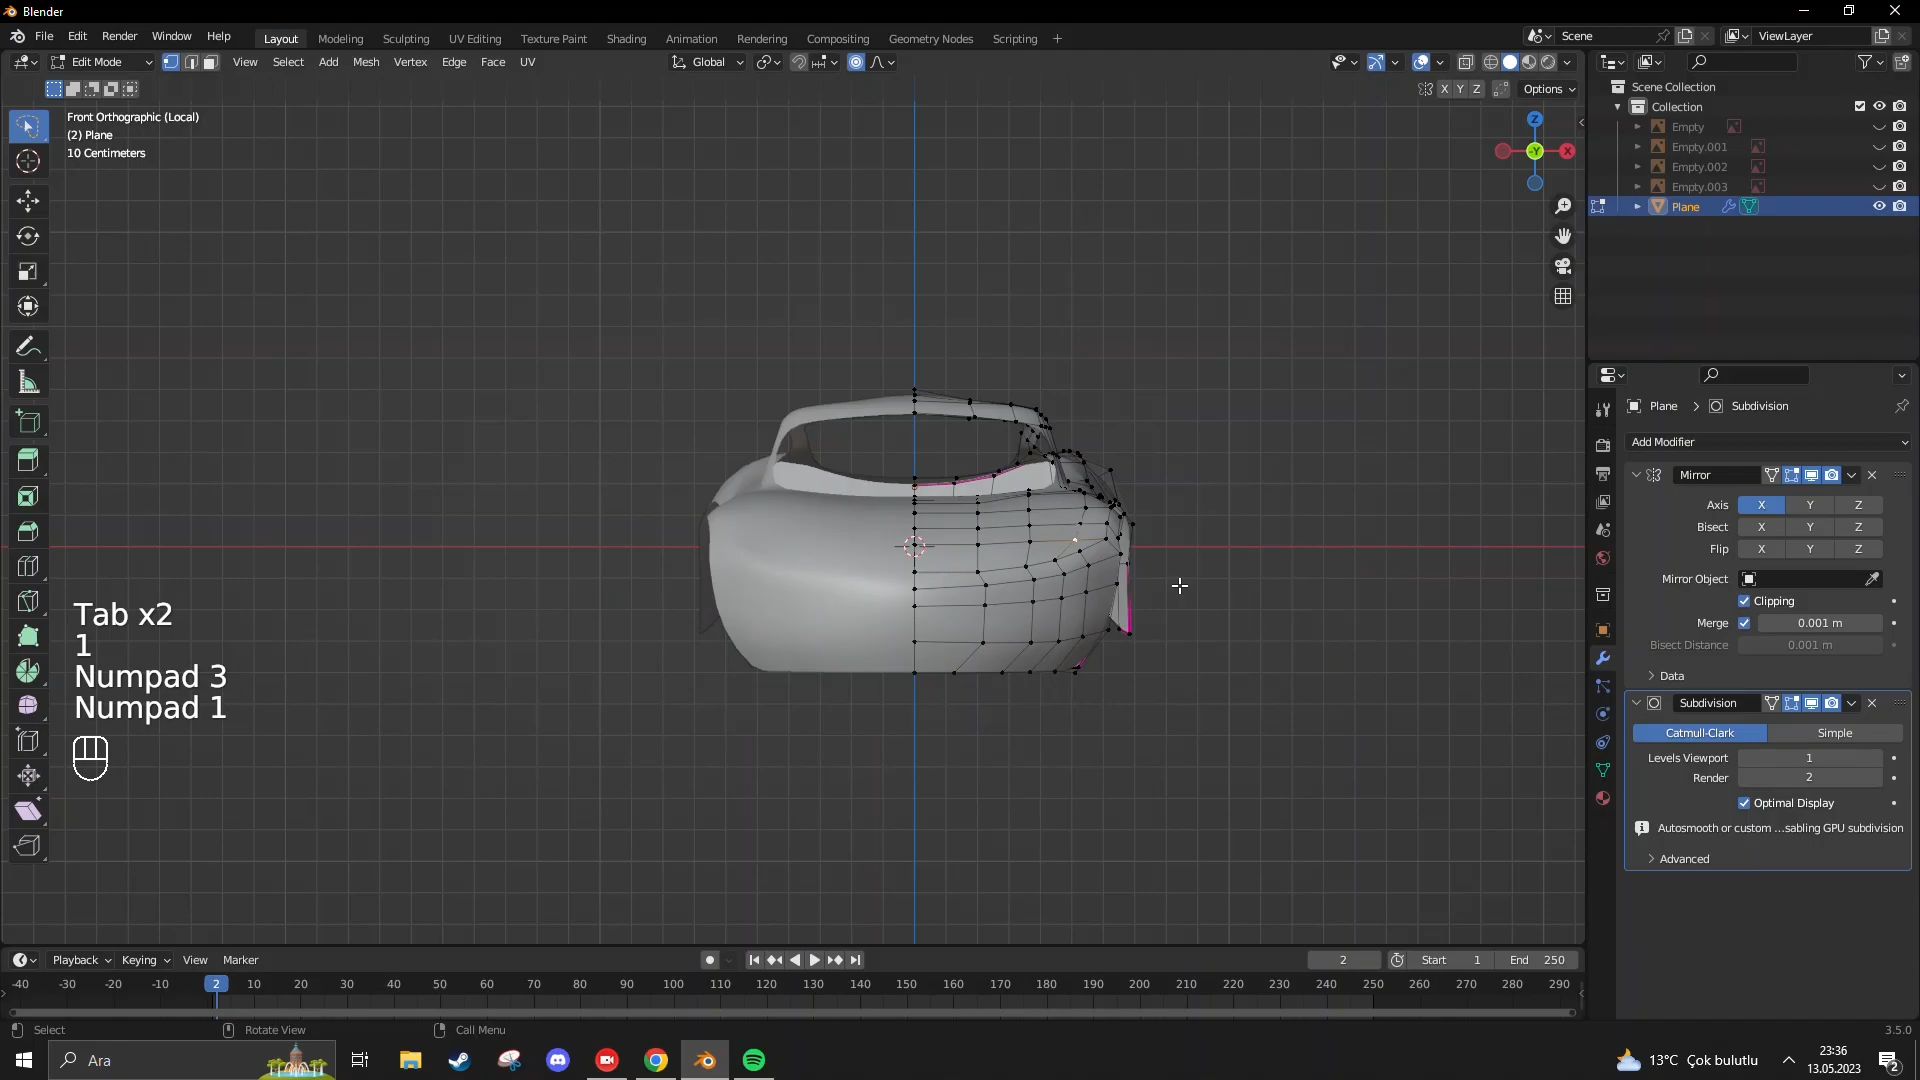 Blender
File Edit Render Window Help
Layout Modeling Sculpting UV Editing Texture Paint Shading Animation Rendering Compositing Geometry Nodes Scripting +
Scene
ViewLayer
Edit Mode
View Select Add Mesh Vertex Edge Face UV
Global
X Y Z
Options
Front Orthographic (Local)
(2) Plane
10 Centimeters
Z
-Y
X
Scene Collection
Collection
Empty
Empty.001
Empty.002
Empty.003
Plane
Plane > Subdivision
Add Modifier
Mirror
Axis X Y Z
Bisect X Y Z
Flip X Y Z
Mirror Object
Clipping
Merge 0.001 m
Bisect Distance 0.001 m
Data
Subdivision
Catmull-Clark Simple
Levels Viewport 1
Render 2
Optimal Display
Autosmooth or custom ...sabling GPU subdivision
Advanced
Tab x2
1
Numpad 3
Numpad 1
Playback Keying View Marker
2
Start 1
End 250
-40 -30 -20 -10 2 10 20 30 40 50 60 70 80 90 100 110 120 130 140 150 160 170 180 190 200 210 220 230 240 250 260 270 280 290
Select
Rotate View
Call Menu
3.5.0
Ara
13°C Çok bulutlu
23:36
13.05.2023
2